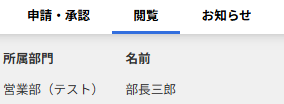 申請・承認 閲覧 お知らせ
所属部門 名前
営業部（テスト） 部長三郎